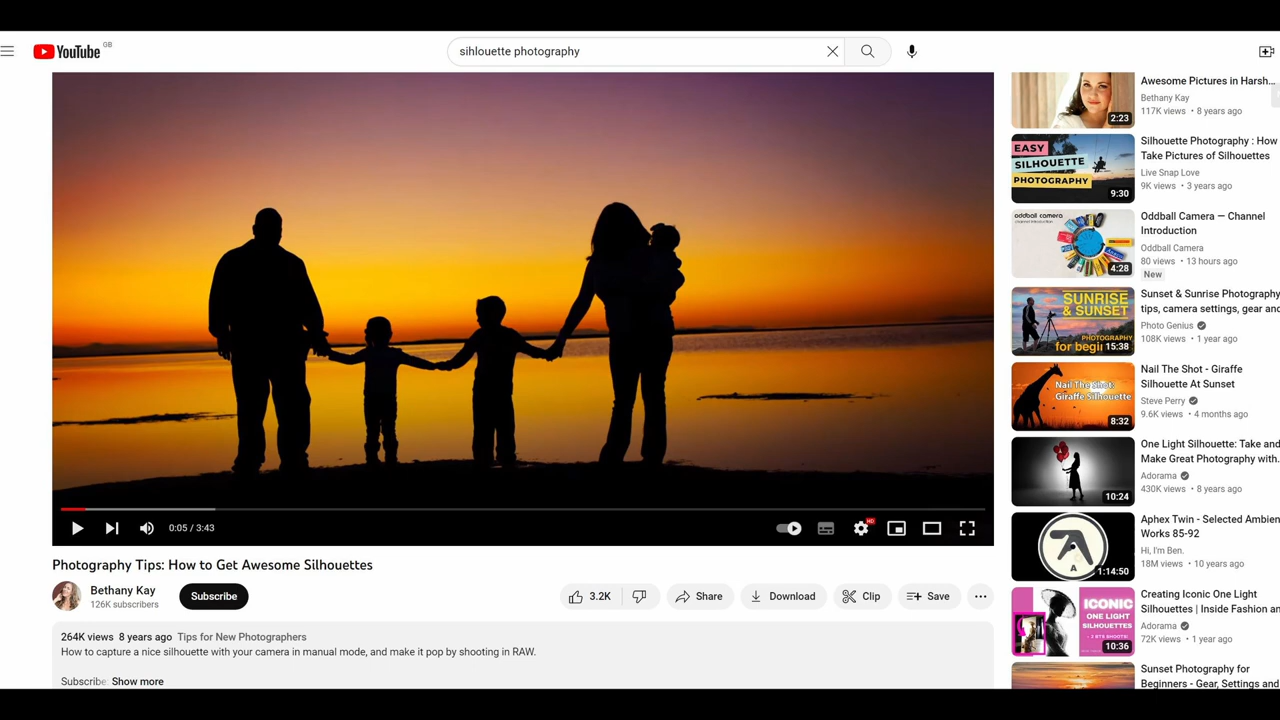 YouTube GB
sihlouette photography
0:05 / 3:43
HD
Photography Tips: How to Get Awesome Silhouettes
Bethany Kay
126K subscribers
Subscribe
3.2K
Share
Download
Clip
Save
264K views 8 years ago Tips for New Photographers
How to capture a nice silhouette with your camera in manual mode, and make it pop by shooting in RAW.
Subscribe:
Show more
2:23
Awesome Pictures in Harsh...
Bethany Kay
117K views • 8 years ago
EASY
SILHOUETTE
PHOTOGRAPHY
9:30
Silhouette Photography : How
Take Pictures of Silhouettes
Live Snap Love
9K views • 3 years ago
oddball camera
channel introduction
4:28
Oddball Camera — Channel
Introduction
Oddball Camera
80 views • 13 hours ago
New
SUNRISE
& SUNSET
PHOTOGRAPHY
for begi
15:38
Sunset & Sunrise Photography
tips, camera settings, gear and
Photo Genius
108K views • 1 year ago
Nail The Shot:
Giraffe Silhouette
8:32
Nail The Shot - Giraffe
Silhouette At Sunset
Steve Perry
9.6K views • 4 months ago
10:24
One Light Silhouette: Take and
Make Great Photography with...
Adorama
430K views • 8 years ago
A
1:14:50
Aphex Twin - Selected Ambien
Works 85-92
Hi, I'm Ben.
18M views • 10 years ago
ICONIC
ONE LIGHT
SILHOUETTES
+ 3 BTS SHOOTS!
10:36
Creating Iconic One Light
Silhouettes | Inside Fashion an
Adorama
72K views • 1 year ago
Sunset Photography for
Beginners - Gear, Settings and